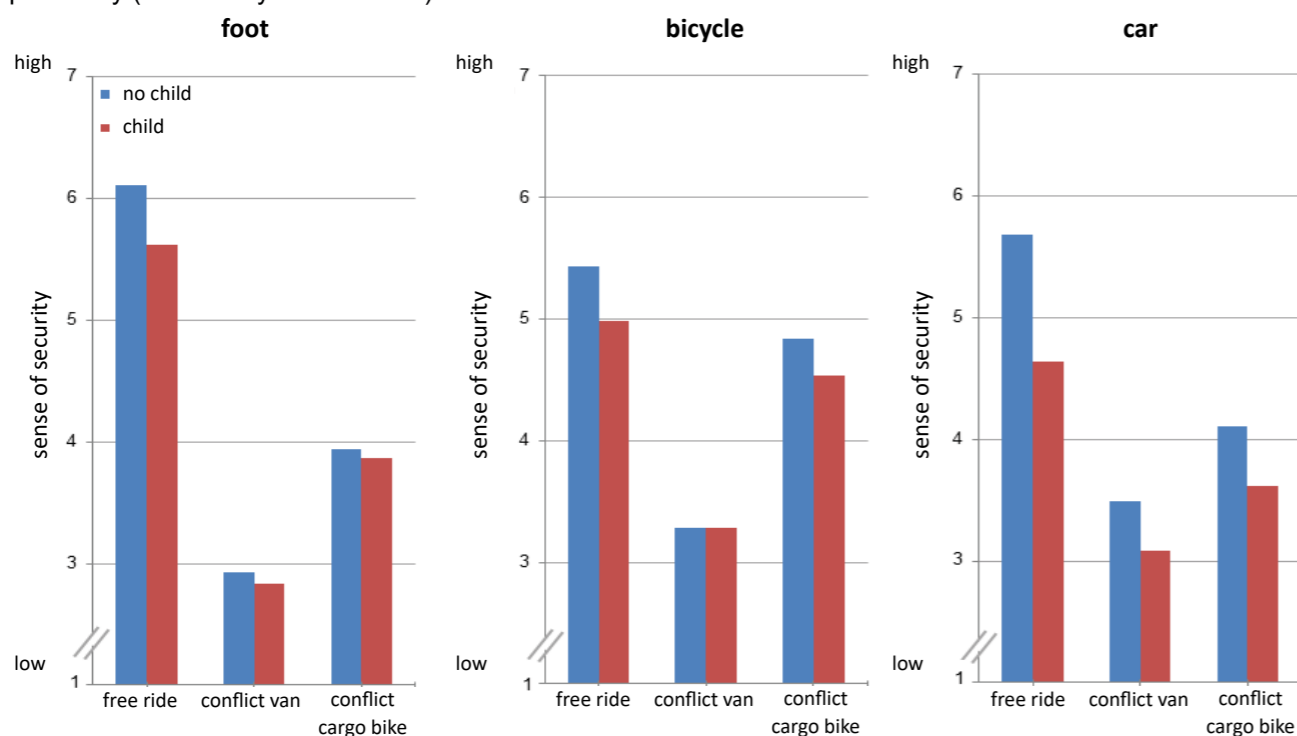 foot
high
7
no child
child
6
5
4
3
low
1
sense of security
free ride
conflict van
conflict
cargo bike
bicycle
high
7
6
5
4
3
low
1
sense of security
free ride
conflict van
conflict
cargo bike
car
high
7
6
5
4
3
low
1
sense of security
free ride
conflict van
conflict
cargo bike